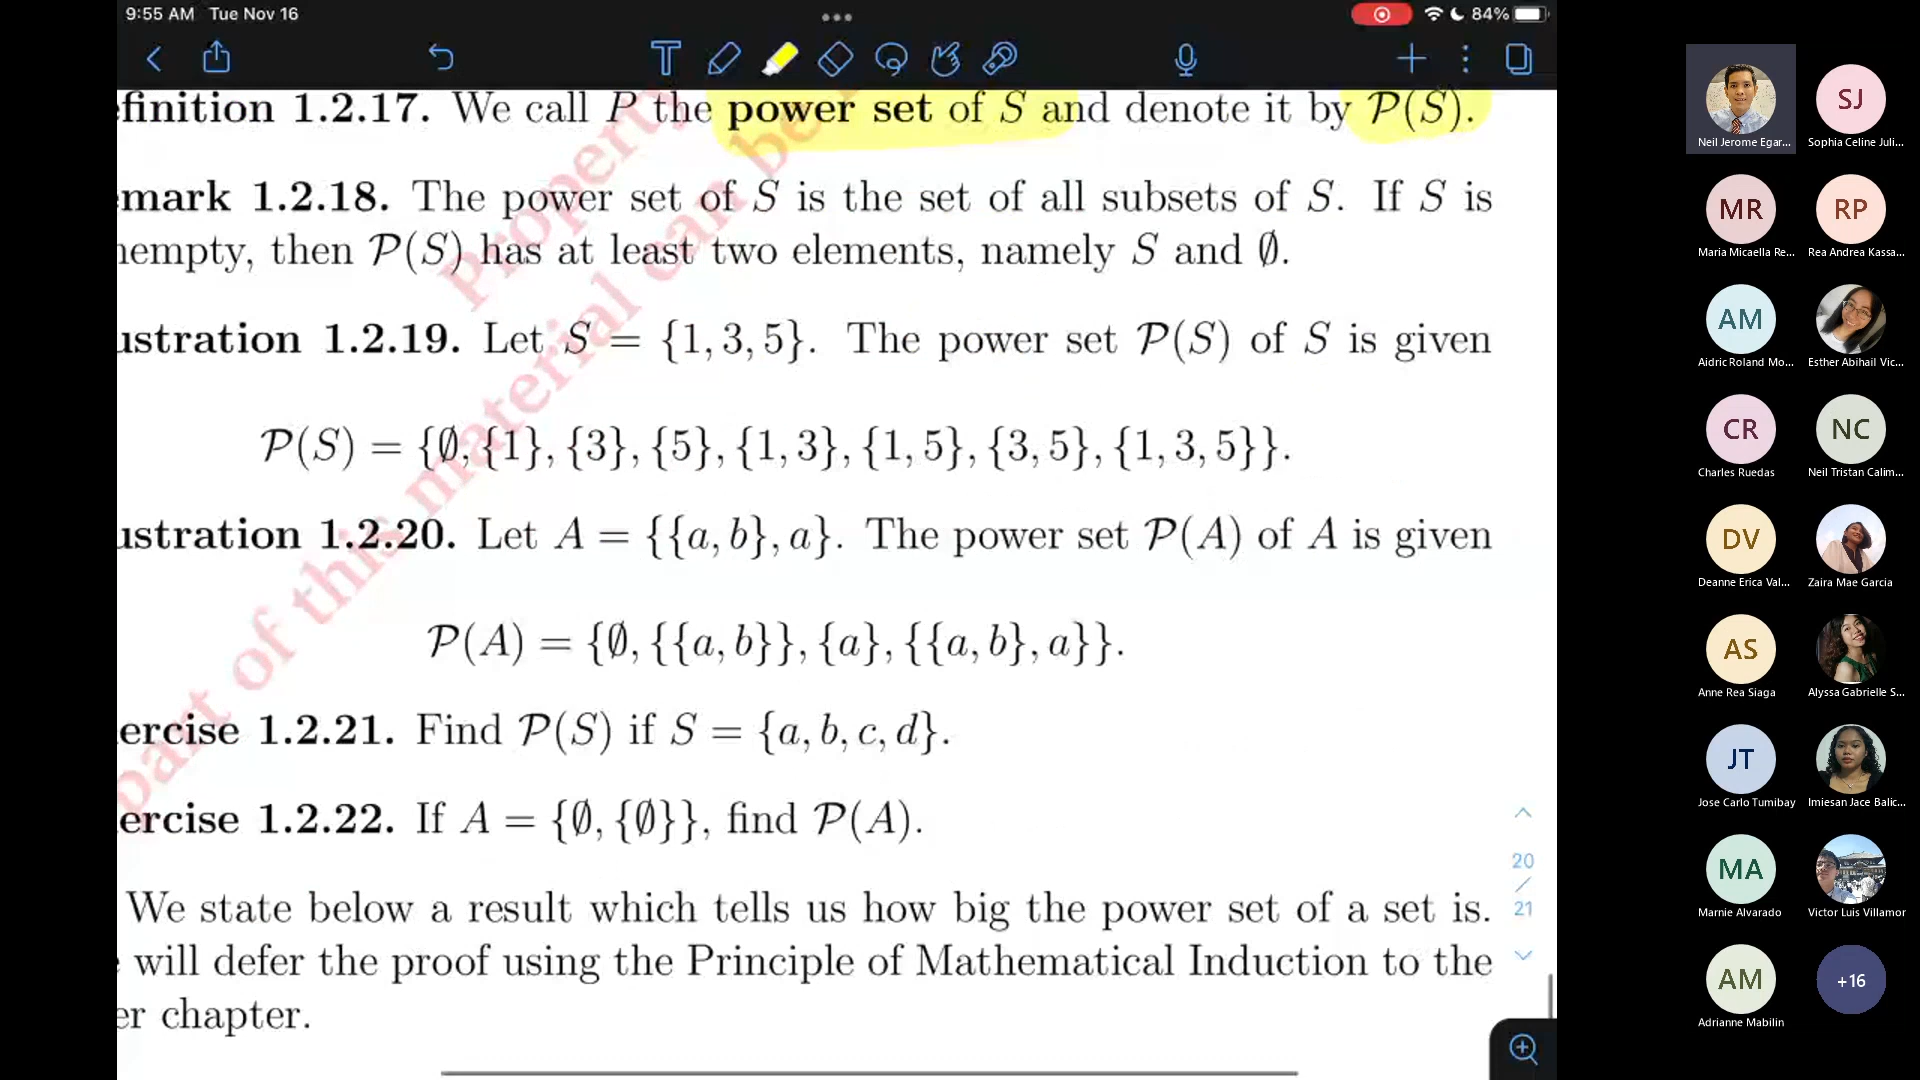 9:55 AM Tue Nov 16
84%
efinition 1.2.17. We call P the power set of S and denote it by 𝒫(S).
emark 1.2.18. The power set of S is the set of all subsets of S. If S is
nempty, then 𝒫(S) has at least two elements, namely S and ∅.
ustration 1.2.19. Let S = {1, 3, 5}. The power set 𝒫(S) of S is given
𝒫(S) = {∅, {1}, {3}, {5}, {1, 3}, {1, 5}, {3, 5}, {1, 3, 5}}.
ustration 1.2.20. Let A = {{a, b}, a}. The power set 𝒫(A) of A is given
𝒫(A) = {∅, {{a, b}}, {a}, {{a, b}, a}}.
ercise 1.2.21. Find 𝒫(S) if S = {a, b, c, d}.
ercise 1.2.22. If A = {∅, {∅}}, find 𝒫(A).
We state below a result which tells us how big the power set of a set is.
will defer the proof using the Principle of Mathematical Induction to the
er chapter.
Property
part of this material can be
20
/
21
Neil Jerome Egar...
SJ
Sophia Celine Juli...
MR
Maria Micaella Re...
RP
Rea Andrea Kassa...
AM
Aidric Roland Mo...
Esther Abihail Vic...
CR
Charles Ruedas
NC
Neil Tristan Calim...
DV
Deanne Erica Val...
Zaira Mae Garcia
AS
Anne Rea Siaga
Alyssa Gabrielle S...
JT
Jose Carlo Tumibay
Imiesan Jace Balic...
MA
Marnie Alvarado
Victor Luis Villamor
AM
Adrianne Mabilin
+16